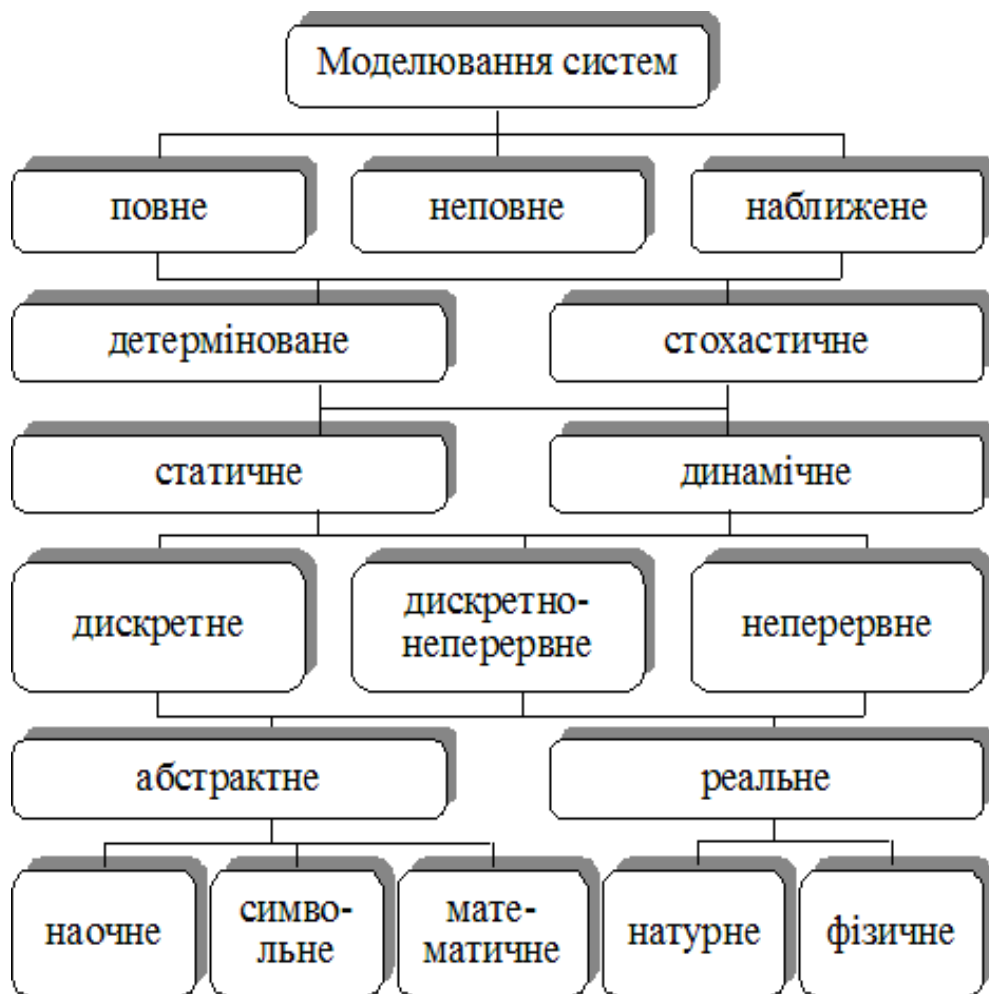 Моделювання систем
повне
неповне
наближене
детерміноване
стохастичне
статичне
динамічне
дискретне
дискретно-
неперервне
неперервне
абстрактне
реальне
наочне
симво-
льне
мате-
матичне
натурне
фізичне